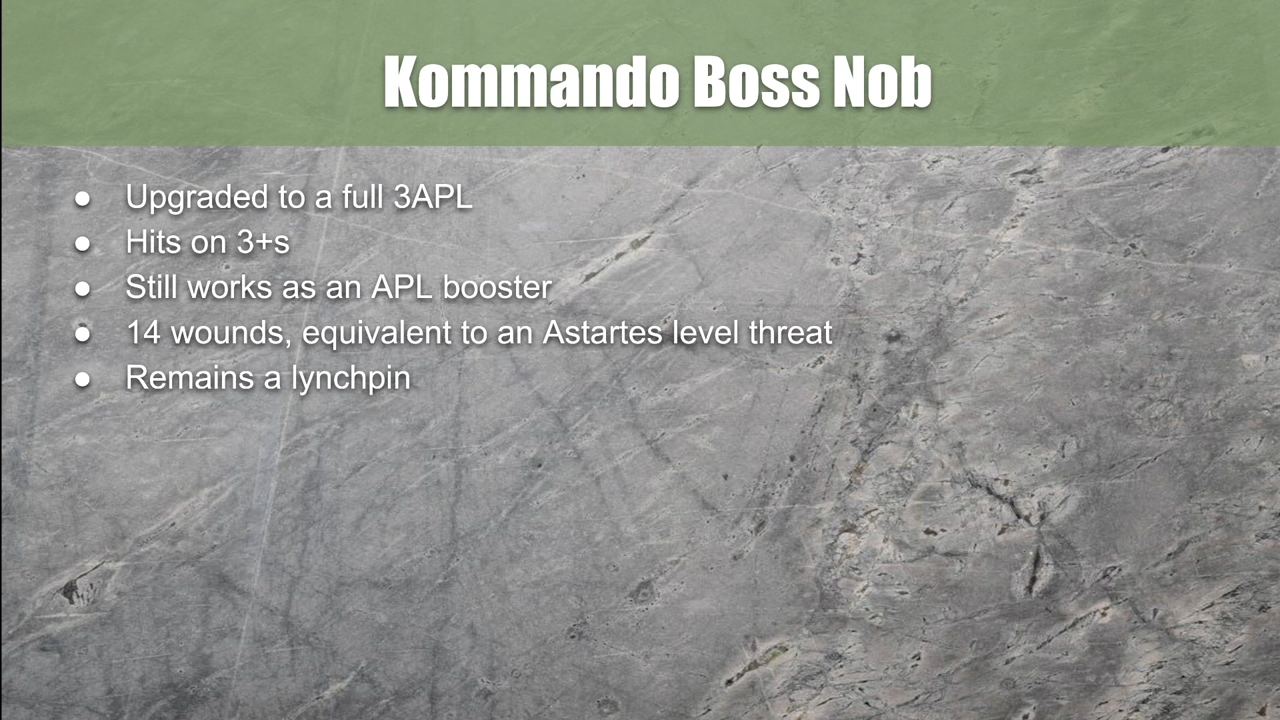 Kommando Boss Nob
● Upgraded to a full 3APL
● Hits on 3+s
● Still works as an APL booster
● 14 wounds, equivalent to an Astartes level threat
● Remains a lynchpin